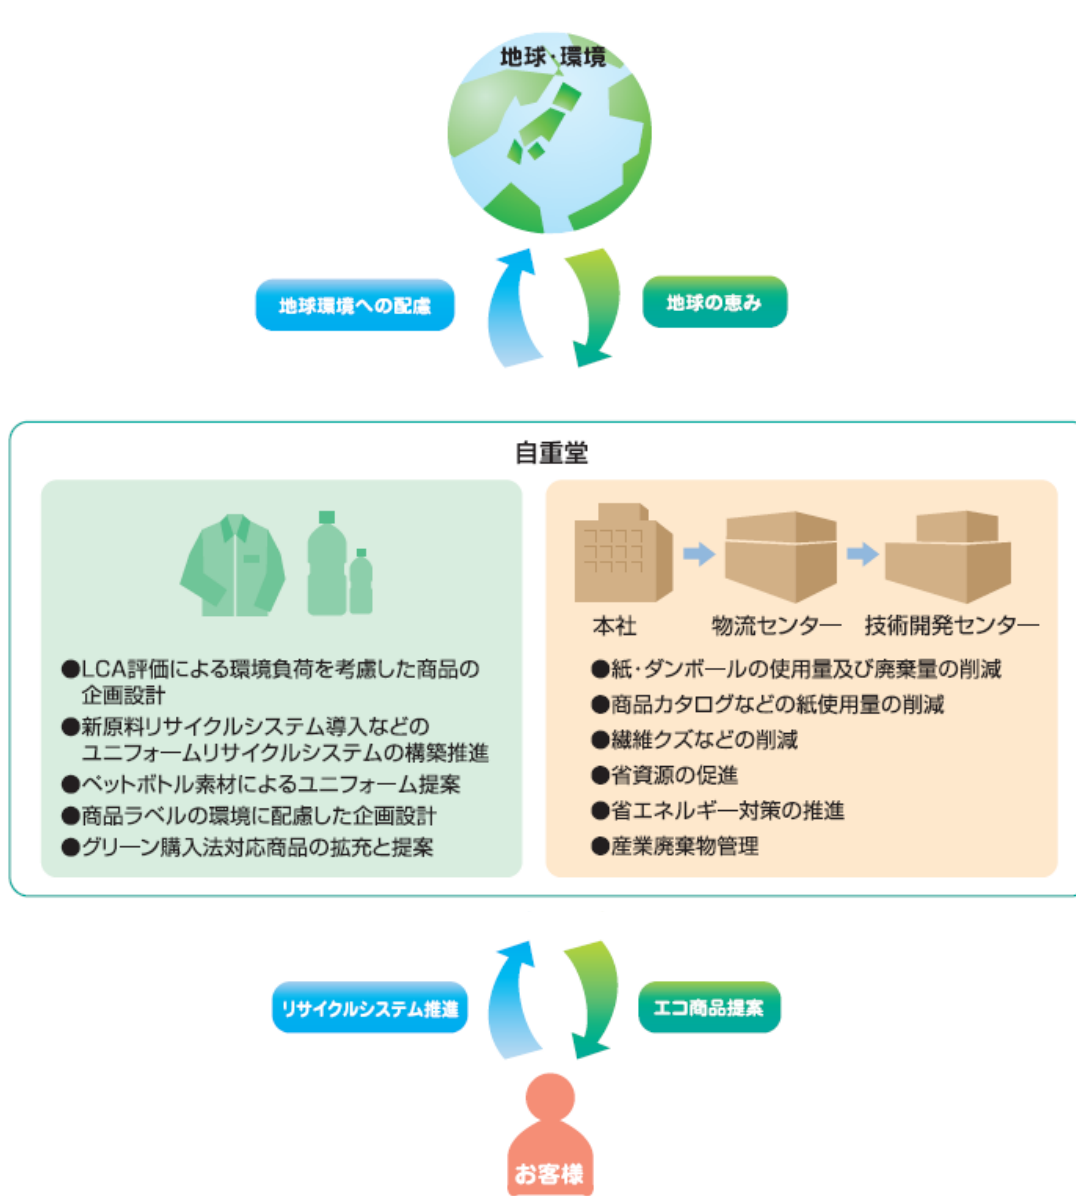 地球・環境
地球環境への配慮
地球の恵み
自重堂
●LCA評価による環境負荷を考慮した商品の
企画設計
●新原料リサイクルシステム導入などの
ユニフォームリサイクルシステムの構築推進
●ペットボトル素材によるユニフォーム提案
●商品ラベルの環境に配慮した企画設計
●グリーン購入法対応商品の拡充と提案
本社
物流センター
技術開発センター
●紙・ダンボールの使用量及び廃棄量の削減
●商品カタログなどの紙使用量の削減
●繊維クズなどの削減
●省資源の促進
●省エネルギー対策の推進
●産業廃棄物管理
リサイクルシステム推進
エコ商品提案
お客様